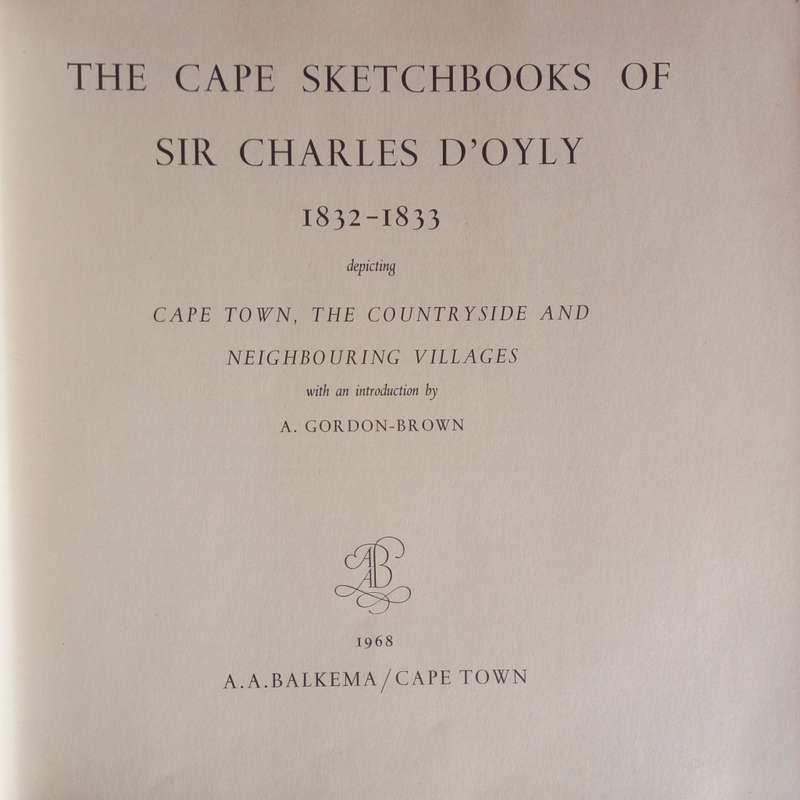 THE CAPE SKETCHBOOKS OF
SIR CHARLES D'OYLY
1832-1833
depicting
CAPE TOWN, THE COUNTRYSIDE AND
NEIGHBOURING VILLAGES
with an introduction by
A. GORDON-BROWN
AAB
1968
A.A.BALKEMA/CAPE TOWN